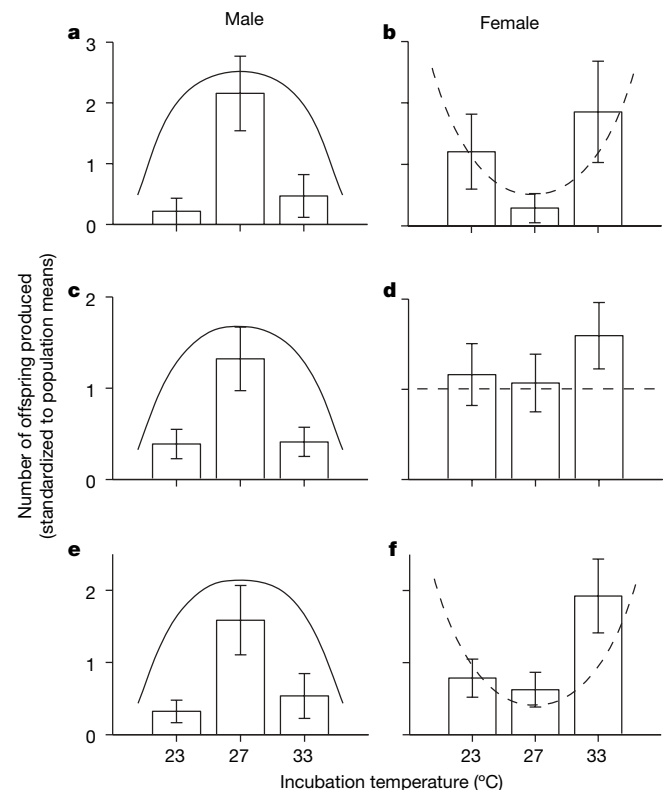 Male
Female
a
b
3
2
1
0
c
d
2
1
0
e
f
2
1
0
23 27 33
23 27 33
Number of offspring produced
(standardized to population means)
Incubation temperature (ºC)